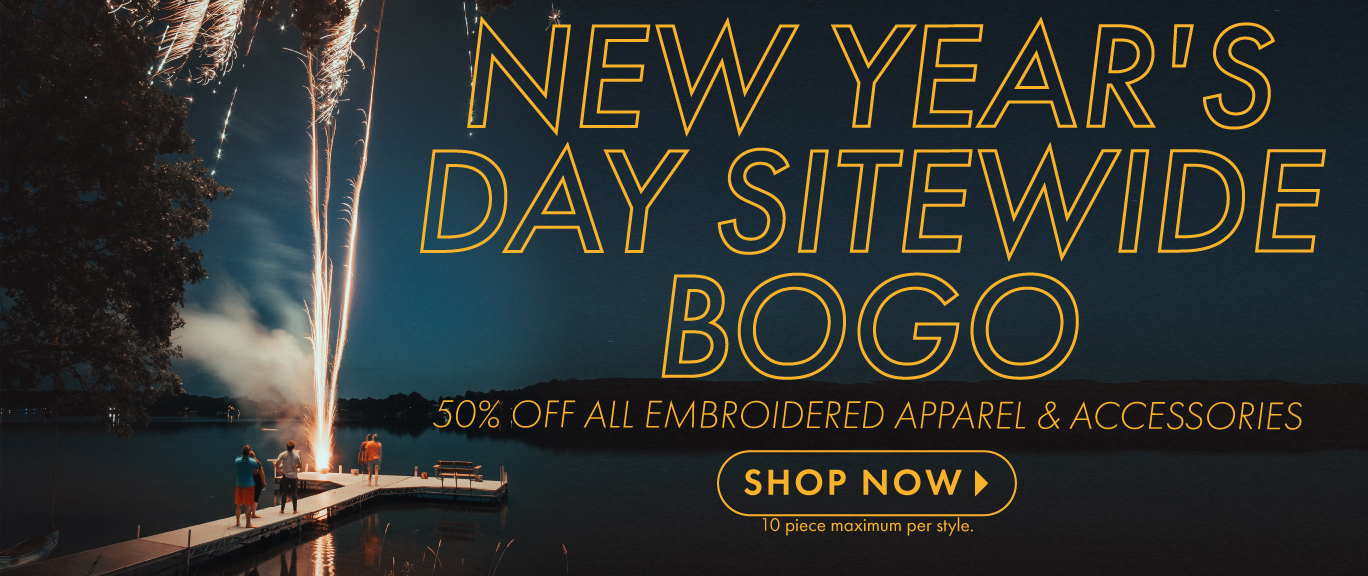 NEW YEAR'S
DAY SITEWIDE
BOGO
50% OFF ALL EMBROIDERED APPAREL & ACCESSORIES
SHOP NOW
10 piece maximum per style.